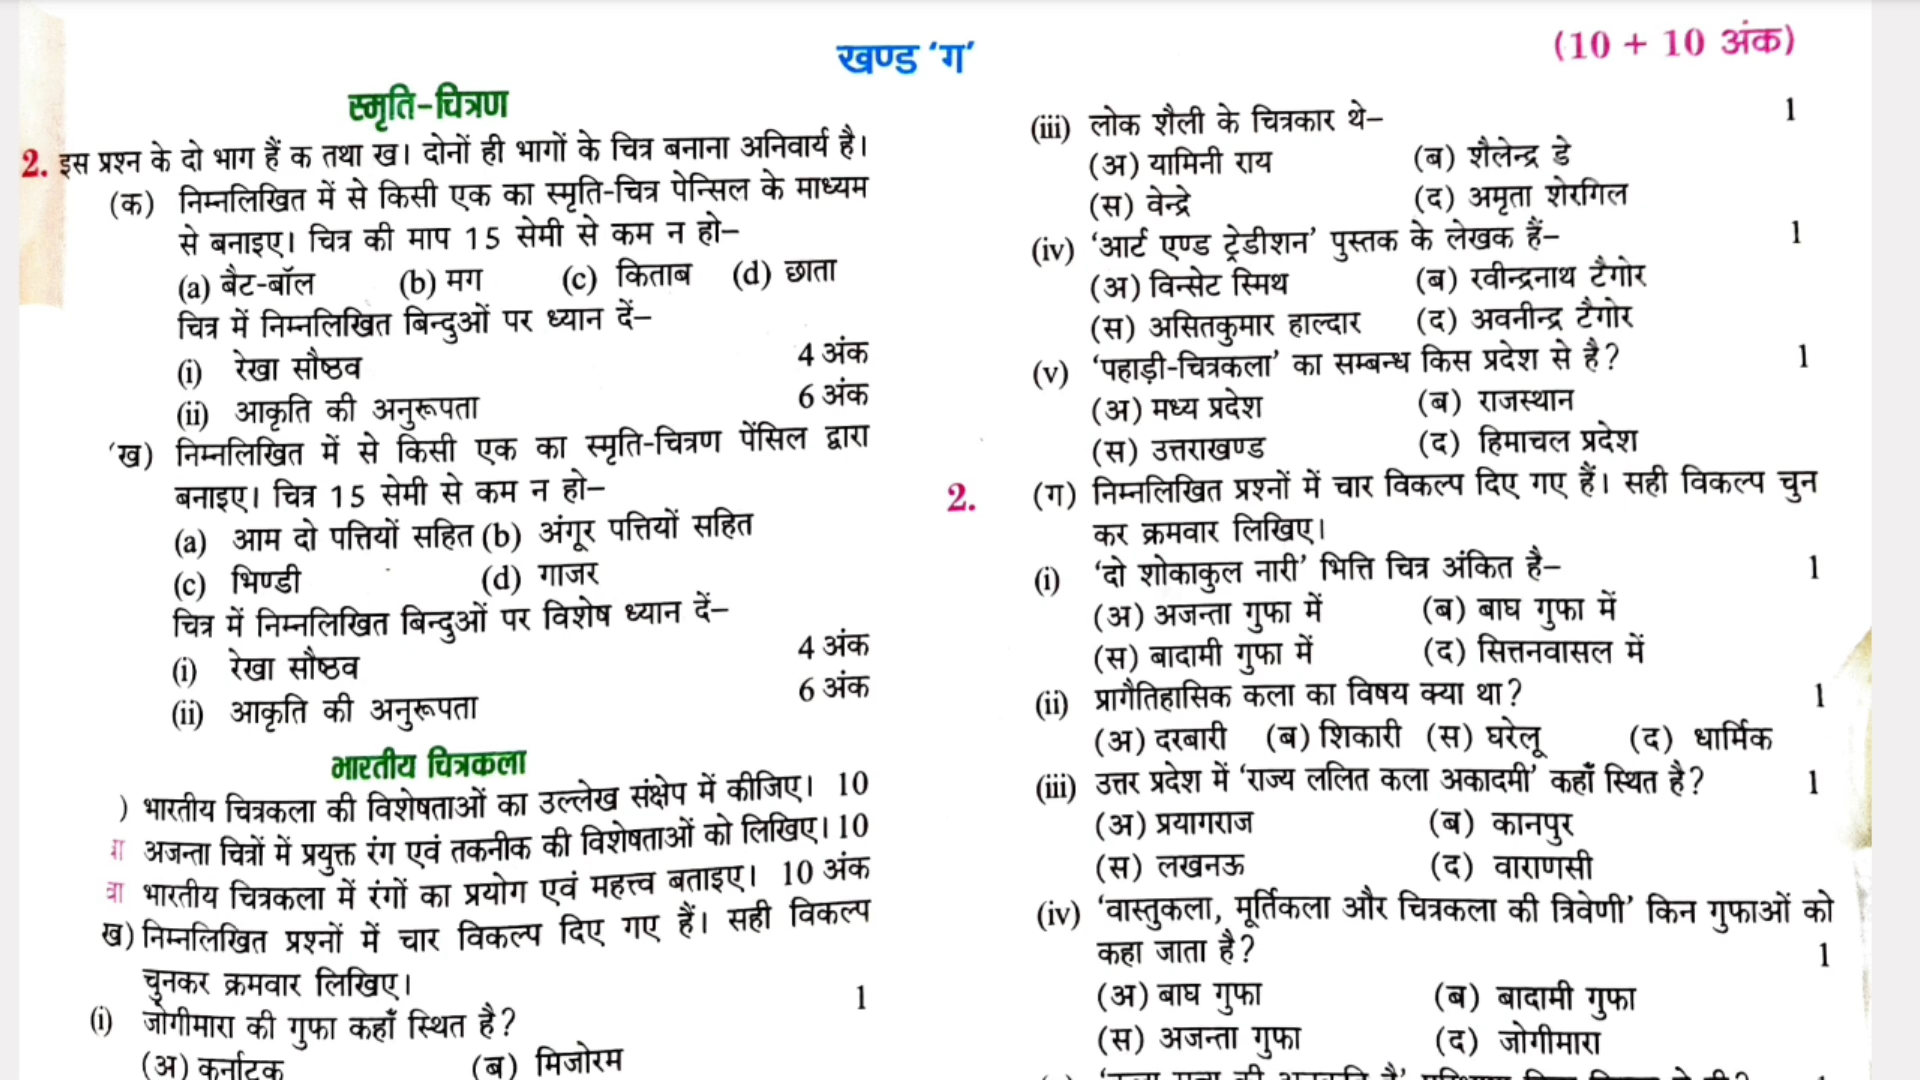 खण्ड ‘ग’
(10 + 10 अंक)
स्मृति-चित्रण
2. इस प्रश्न के दो भाग हैं क तथा ख। दोनों ही भागों के चित्र बनाना अनिवार्य है।
(क) निम्नलिखित में से किसी एक का स्मृति-चित्र पेन्सिल के माध्यम
से बनाइए। चित्र की माप 15 सेमी से कम न हो–
(a) बैट-बॉल (b) मग (c) किताब (d) छाता
चित्र में निम्नलिखित बिन्दुओं पर ध्यान दें–
(i) रेखा सौष्ठव 4 अंक
(ii) आकृति की अनुरूपता 6 अंक
ख) निम्नलिखित में से किसी एक का स्मृति-चित्रण पेंसिल द्वारा
बनाइए। चित्र 15 सेमी से कम न हो–
(a) आम दो पत्तियों सहित (b) अंगूर पत्तियों सहित
(c) भिण्डी (d) गाजर
चित्र में निम्नलिखित बिन्दुओं पर विशेष ध्यान दें–
(i) रेखा सौष्ठव 4 अंक
(ii) आकृति की अनुरूपता 6 अंक
भारतीय चित्रकला
) भारतीय चित्रकला की विशेषताओं का उल्लेख संक्षेप में कीजिए। 10
अजन्ता चित्रों में प्रयुक्त रंग एवं तकनीक की विशेषताओं को लिखिए। 10
भारतीय चित्रकला में रंगों का प्रयोग एवं महत्त्व बताइए। 10 अंक
ख) निम्नलिखित प्रश्नों में चार विकल्प दिए गए हैं। सही विकल्प
चुनकर क्रमवार लिखिए।
(i) जोगीमारा की गुफा कहाँ स्थित है? 1
(अ) कर्नाटक (ब) मिजोरम
(iii) लोक शैली के चित्रकार थे– 1
(अ) यामिनी राय (ब) शैलेन्द्र डे
(स) वेन्द्रे (द) अमृता शेरगिल
(iv) ‘आर्ट एण्ड ट्रेडीशन’ पुस्तक के लेखक हैं– 1
(अ) विन्सेट स्मिथ (ब) रवीन्द्रनाथ टैगोर
(स) असितकुमार हाल्दार (द) अवनीन्द्र टैगोर
(v) ‘पहाड़ी-चित्रकला’ का सम्बन्ध किस प्रदेश से है? 1
(अ) मध्य प्रदेश (ब) राजस्थान
(स) उत्तराखण्ड (द) हिमाचल प्रदेश
2. (ग) निम्नलिखित प्रश्नों में चार विकल्प दिए गए हैं। सही विकल्प चुन
कर क्रमवार लिखिए।
(i) ‘दो शोकाकुल नारी’ भित्ति चित्र अंकित है– 1
(अ) अजन्ता गुफा में (ब) बाघ गुफा में
(स) बादामी गुफा में (द) सित्तनवासल में
(ii) प्रागैतिहासिक कला का विषय क्या था? 1
(अ) दरबारी (ब) शिकारी (स) घरेलू (द) धार्मिक
(iii) उत्तर प्रदेश में ‘राज्य ललित कला अकादमी’ कहाँ स्थित है? 1
(अ) प्रयागराज (ब) कानपुर
(स) लखनऊ (द) वाराणसी
(iv) ‘वास्तुकला, मूर्तिकला और चित्रकला की त्रिवेणी’ किन गुफाओं को
कहा जाता है? 1
(अ) बाघ गुफा (ब) बादामी गुफा
(स) अजन्ता गुफा (द) जोगीमारा